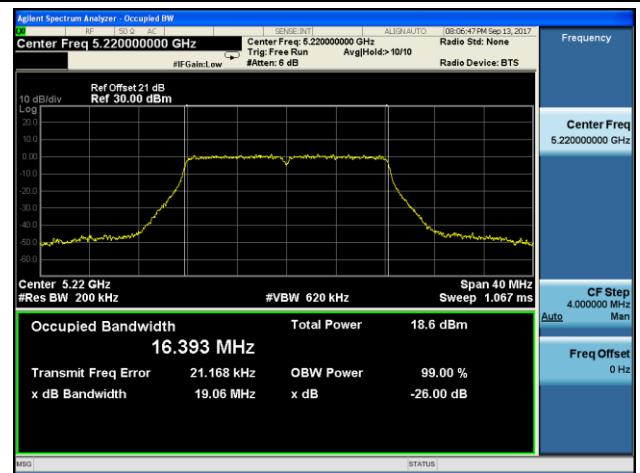 Agilent Spectrum Analyzer - Occupied BW
RF 50 Ω AC SENSE:INT ALIGNAUTO 08:06:47 PM Sep 13, 2017
Center Freq 5.220000000 GHz Center Freq: 5.220000000 GHz Radio Std: None
Trig: Free Run Avg|Hold:> 10/10
#IFGain:Low #Atten: 6 dB Radio Device: BTS
Ref Offset 21 dB
10 dB/div Ref 30.00 dBm
Log
20.0
10.0
0.00
-10.0
-20.0
-30.0
-40.0
-50.0
-60.0
Center 5.22 GHz Span 40 MHz
#Res BW 200 kHz #VBW 620 kHz Sweep 1.067 ms
Occupied Bandwidth Total Power 18.6 dBm
16.393 MHz
Transmit Freq Error 21.168 kHz OBW Power 99.00 %
x dB Bandwidth 19.06 MHz x dB -26.00 dB
MSG STATUS
Frequency
Center Freq
5.220000000 GHz
CF Step
4.000000 MHz
Auto Man
Freq Offset
0 Hz